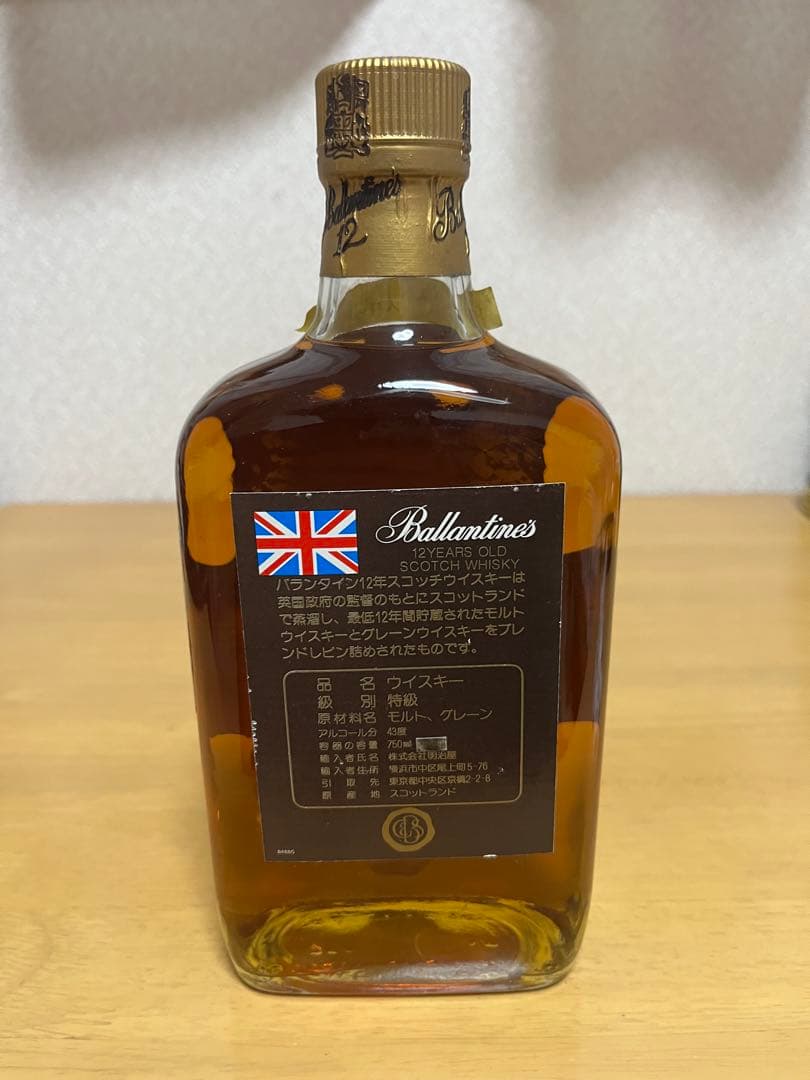 Ballantine's
12
Ballantine's
12YEARS OLD
SCOTCH WHISKY
バランタイン12年スコッチウイスキーは
英国政府の監督のもとにスコットランド
で蒸溜し、最低12年間貯蔵されたモルト
ウイスキーとグレーンウイスキーをブレ
ンドしビン詰めされたものです。
品名 ウイスキー
級別 特級
原材料名 モルト、グレーン
アルコール分 43度
容器の容量 750ml
輸入者氏名 株式会社明治屋
輸入者住所 横浜市中区尾上町5-76
引取先 東京都中央区京橋2-2-8
原産地 スコットランド